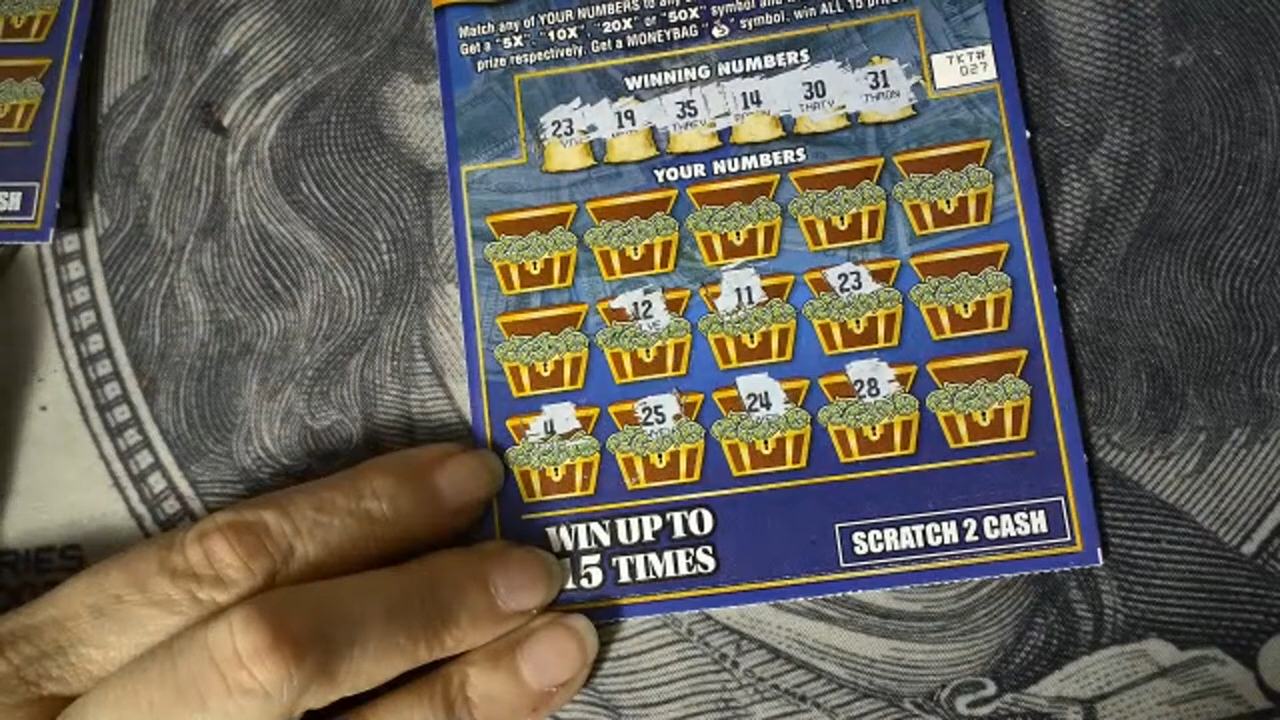 Match any of YOUR NUMBERS to any
Get a "5X", "10X", "20X" or "50X" symbol and
prize respectively. Get a MONEYBAG " " symbol, win ALL 15
WINNING NUMBERS
TKT#
027
23 19 35 14 30 31
YOUR NUMBERS
12 11 23
4 25 24 28
WIN UP TO
15 TIMES
SCRATCH 2 CASH
SH
RIES